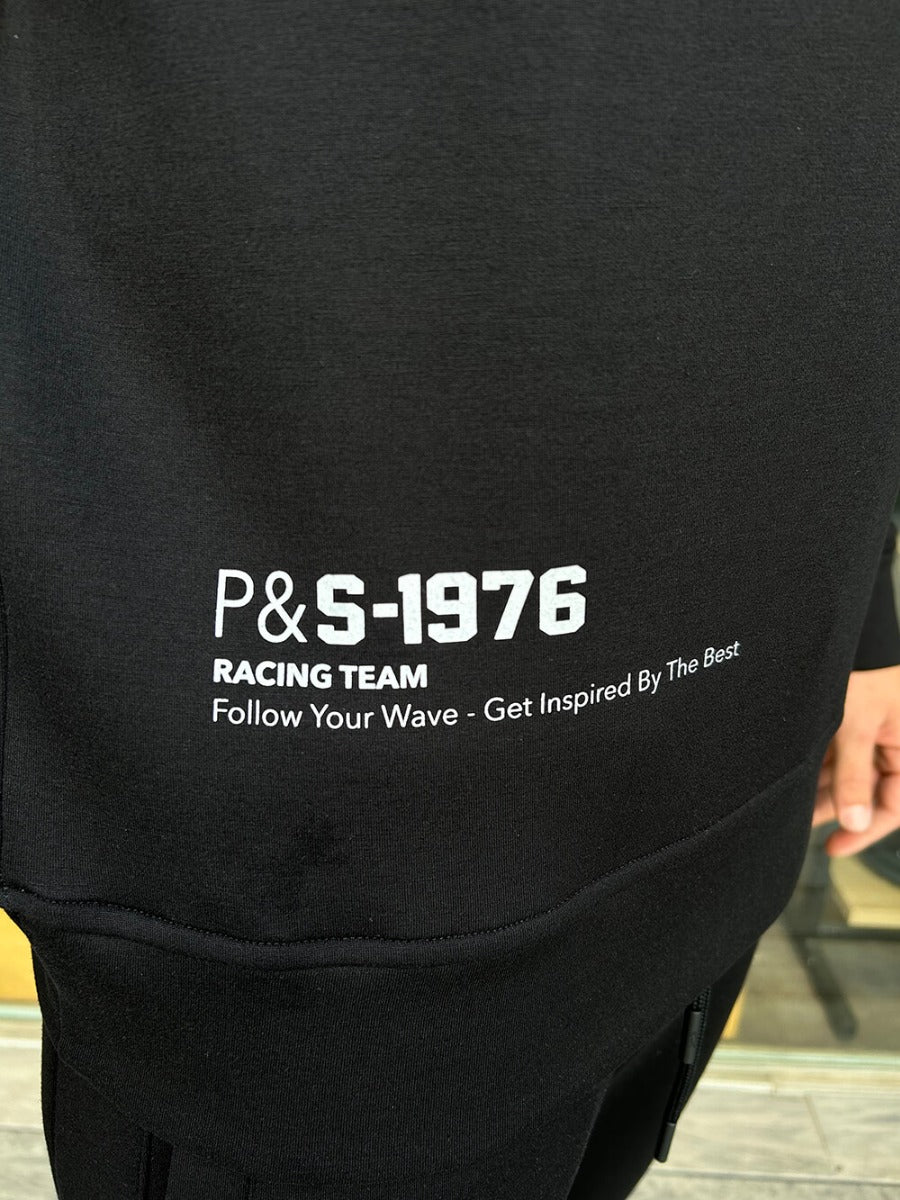 P&S-1976
RACING TEAM
Follow Your Wave - Get Inspired By The Best